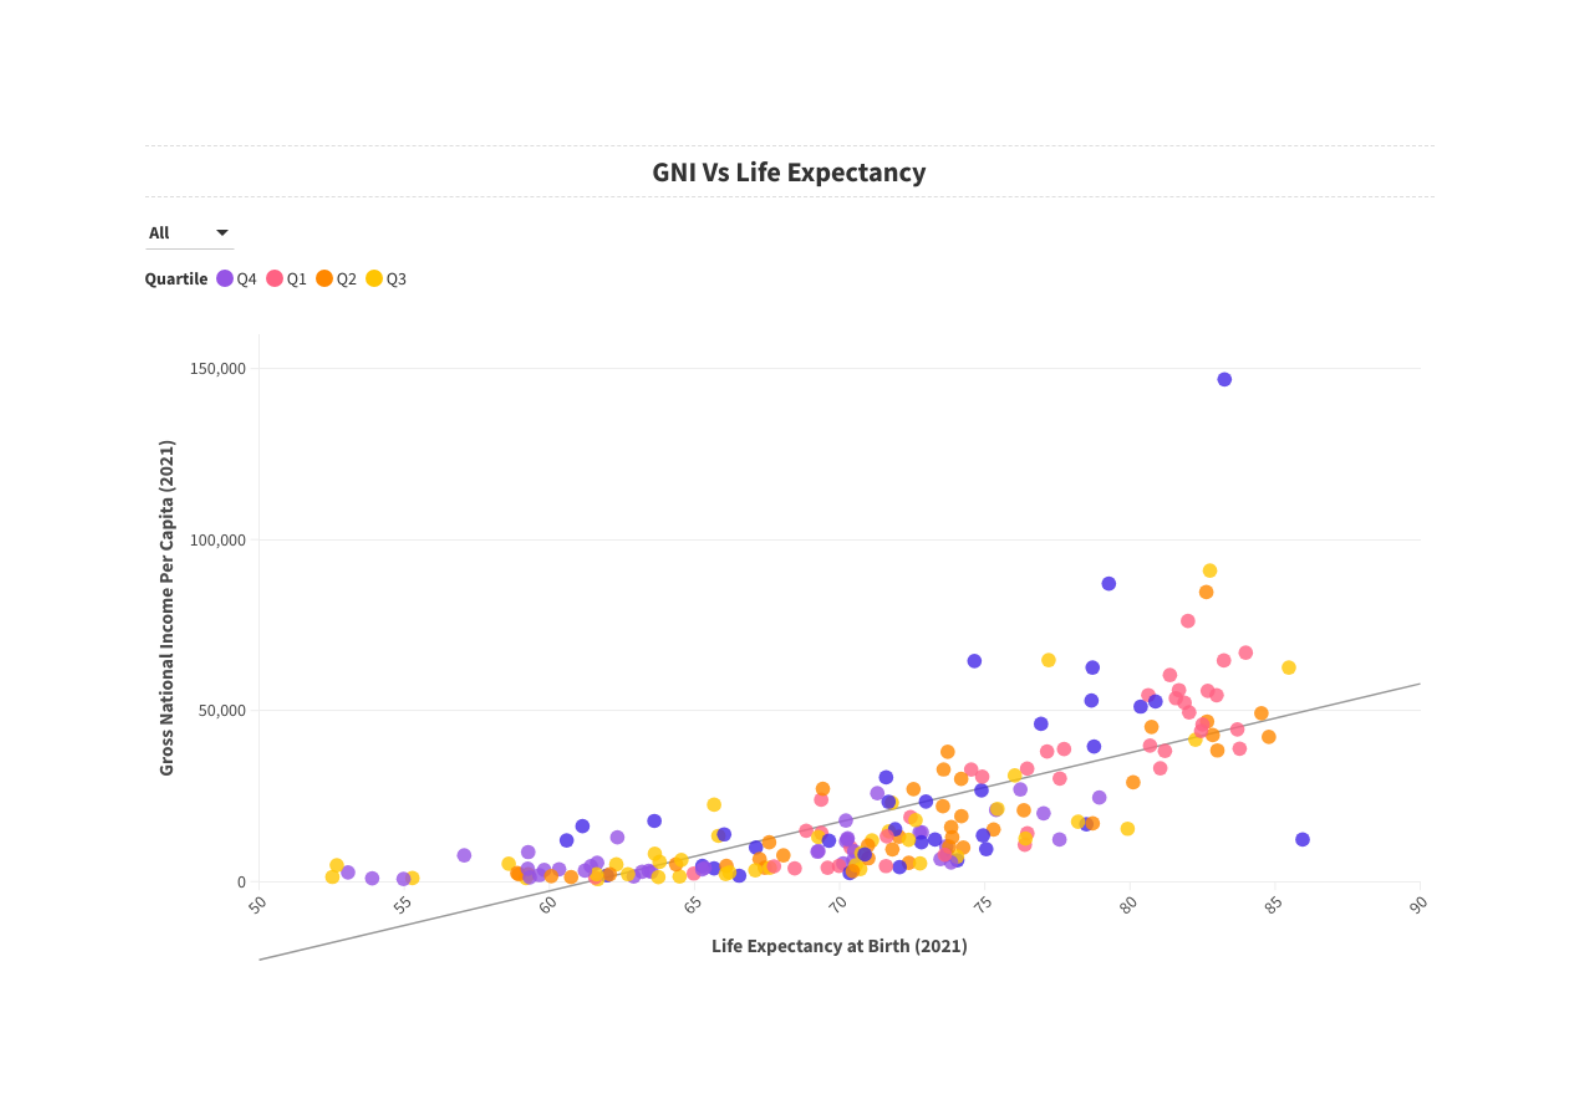 GNI Vs Life Expectancy
All
Quartile Q4 Q1 Q2 Q3
Gross National Income Per Capita (2021)
150,000
100,000
50,000
0
50 55 60 65 70 75 80 85 90
Life Expectancy at Birth (2021)